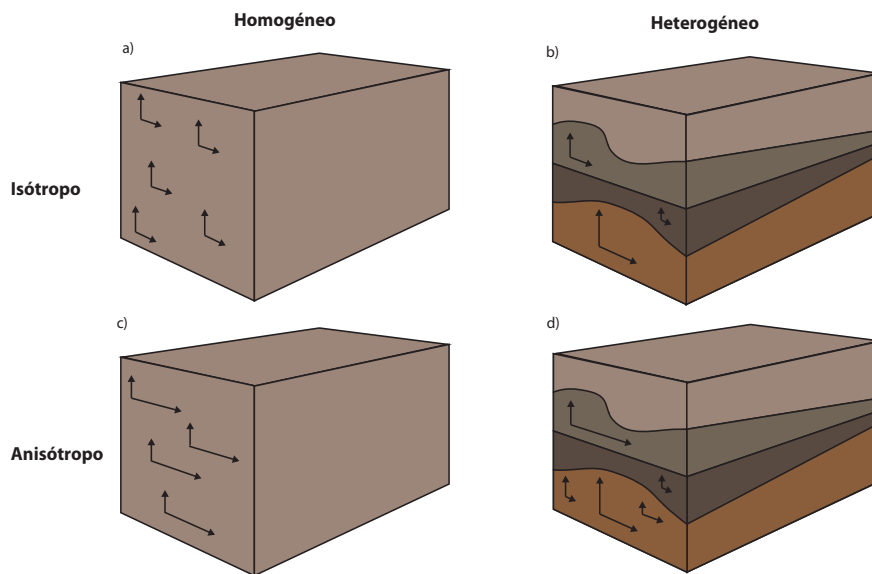 Homogéneo
Heterogéneo
a)
b)
Isótropo
c)
d)
Anisótropo